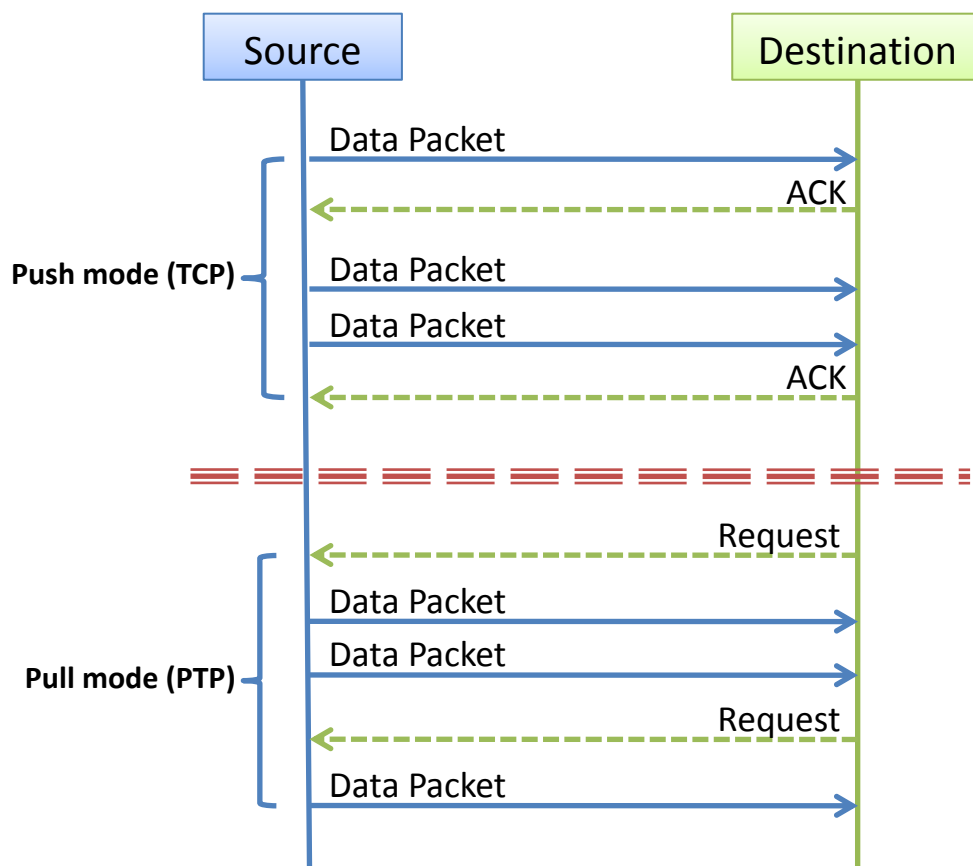 Source
Destination
Data Packet
ACK
Push mode (TCP)
Data Packet
Data Packet
ACK
Request
Data Packet
Data Packet
Pull mode (PTP)
Request
Data Packet